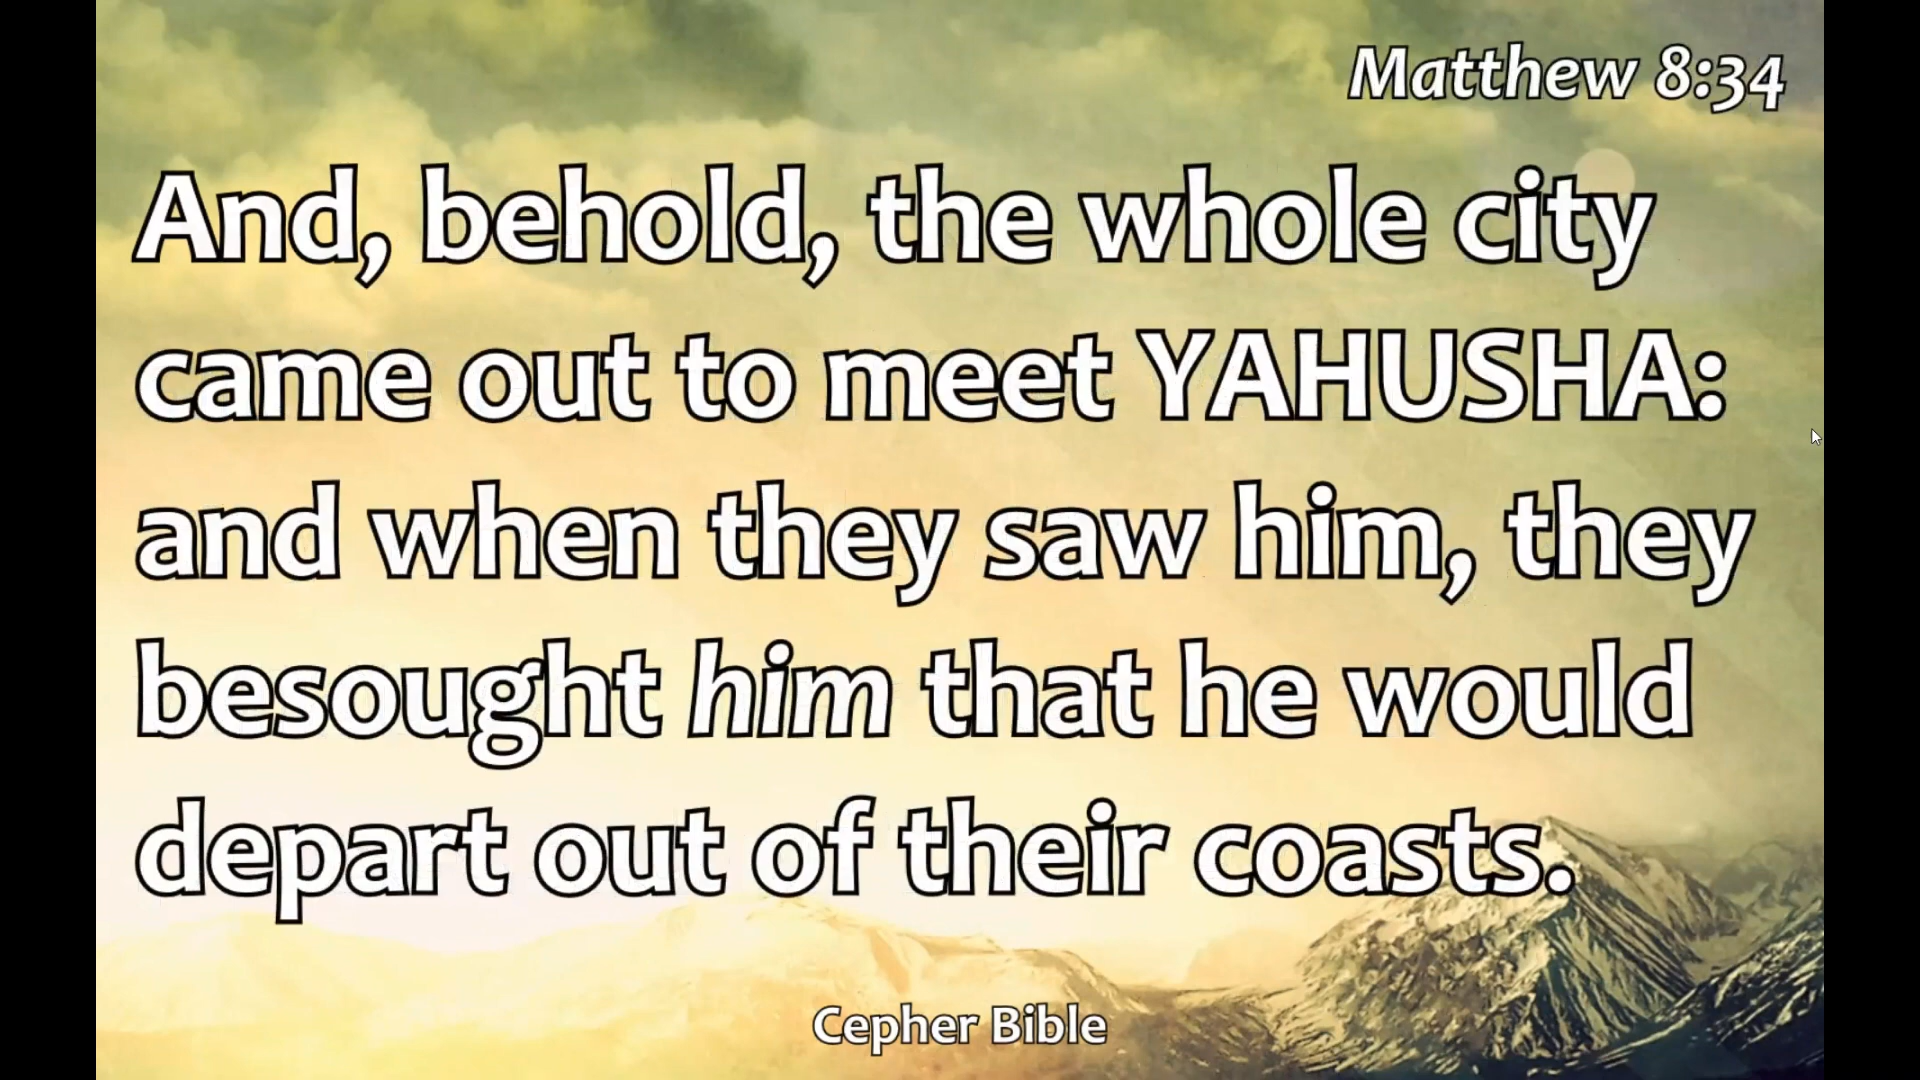 Matthew 8:34
And, behold, the whole city
came out to meet YAHUSHA:
and when they saw him, they
besought him that he would
depart out of their coasts.
Cepher Bible